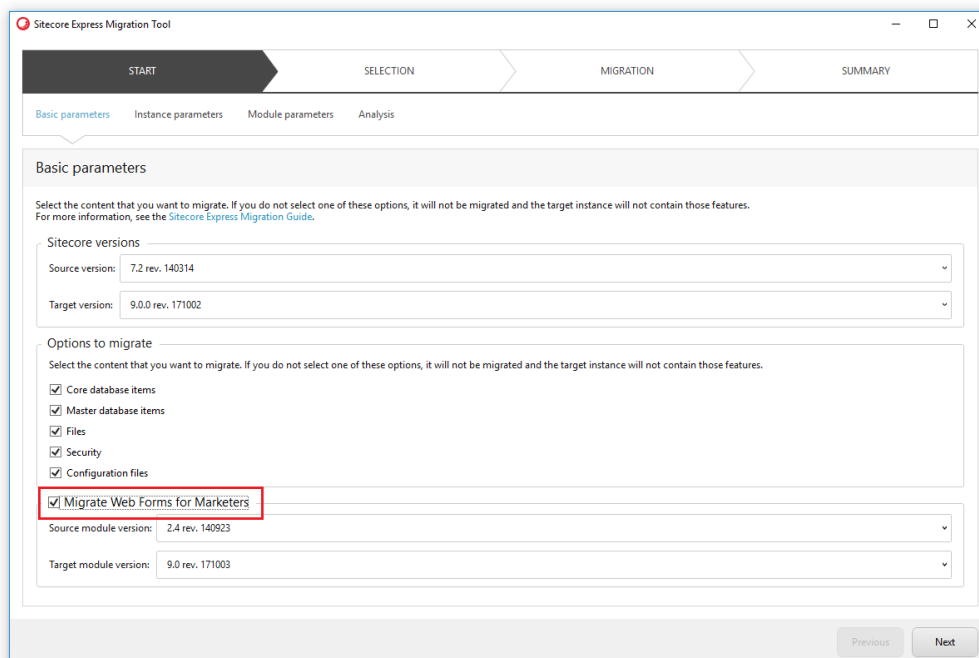 Sitecore Express Migration Tool
START
SELECTION
MIGRATION
SUMMARY
Basic parameters
Instance parameters
Module parameters
Analysis
Basic parameters
Select the content that you want to migrate. If you do not select one of these options, it will not be migrated and the target instance will not contain those features.
For more information, see the Sitecore Express Migration Guide.
Sitecore versions
Source version: 7.2 rev. 140314
Target version: 9.0.0 rev. 171002
Options to migrate
Select the content that you want to migrate. If you do not select one of these options, it will not be migrated and the target instance will not contain those features.
Core database items
Master database items
Files
Security
Configuration files
Migrate Web Forms for Marketers
Source module version: 2.4 rev. 140923
Target module version: 9.0 rev. 171003
Previous
Next